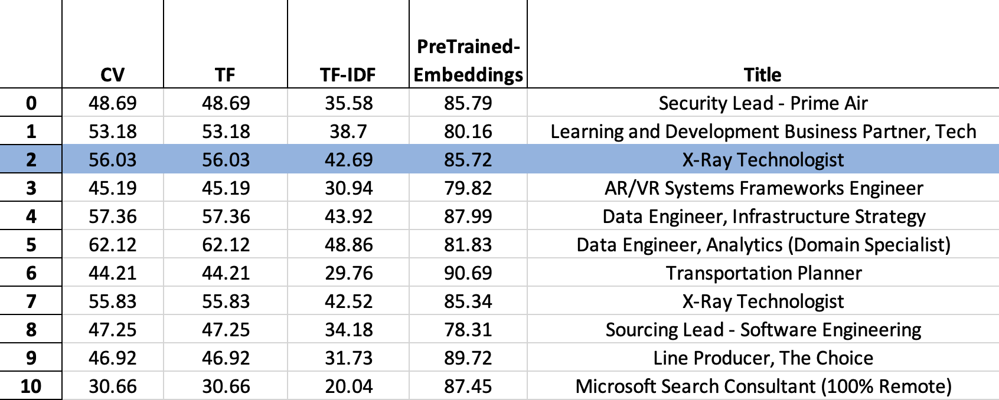 PreTrained-
CV TF TF-IDF Embeddings Title
0 48.69 48.69 35.58 85.79 Security Lead - Prime Air
1 53.18 53.18 38.7 80.16 Learning and Development Business Partner, Tech
2 56.03 56.03 42.69 85.72 X-Ray Technologist
3 45.19 45.19 30.94 79.82 AR/VR Systems Frameworks Engineer
4 57.36 57.36 43.92 87.99 Data Engineer, Infrastructure Strategy
5 62.12 62.12 48.86 81.83 Data Engineer, Analytics (Domain Specialist)
6 44.21 44.21 29.76 90.69 Transportation Planner
7 55.83 55.83 42.52 85.34 X-Ray Technologist
8 47.25 47.25 34.18 78.31 Sourcing Lead - Software Engineering
9 46.92 46.92 31.73 89.72 Line Producer, The Choice
10 30.66 30.66 20.04 87.45 Microsoft Search Consultant (100% Remote)